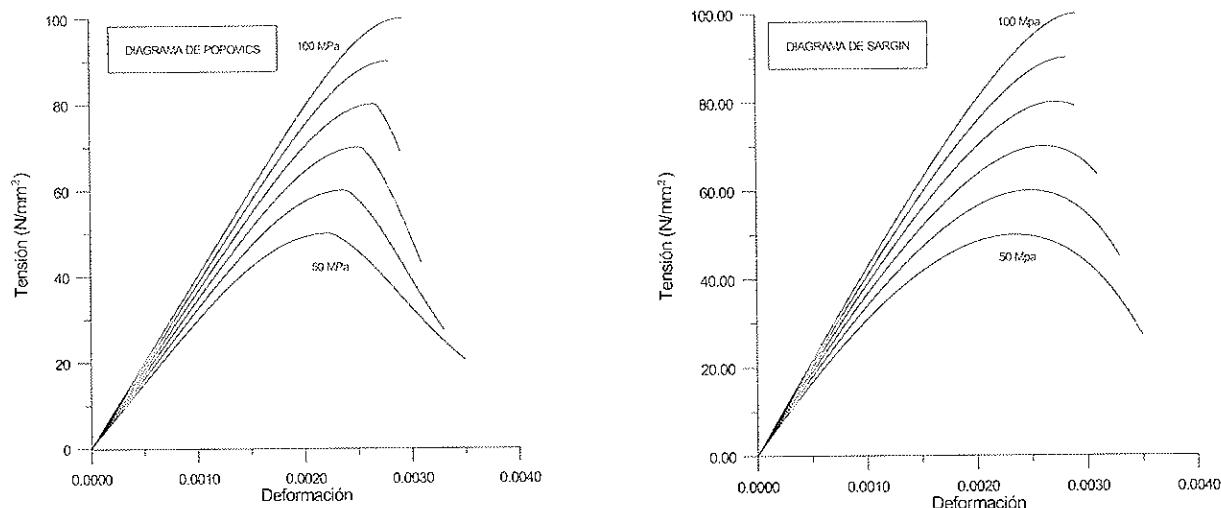 DIAGRAMA DE POPOVICS
100 MPa
50 MPa
Tensión (N/mm²)
100
80
60
40
20
0
0.0000
0.0010
0.0020
0.0030
0.0040
Deformación
DIAGRAMA DE SARGIN
100 Mpa
50 Mpa
Tensión (N/mm²)
100.00
80.00
60.00
40.00
20.00
0.00
0.0000
0.0010
0.0020
0.0030
0.0040
Deformación